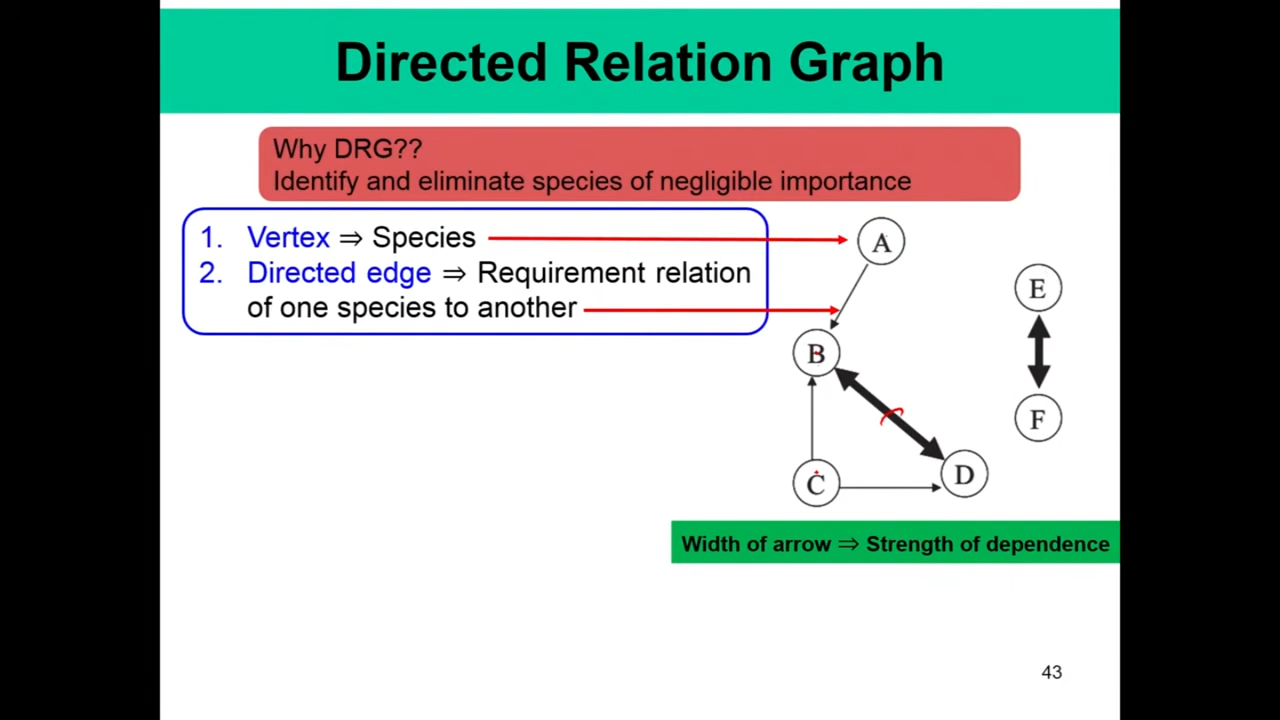 Directed Relation Graph
Why DRG??
Identify and eliminate species of negligible importance
1. Vertex ⇒ Species
2. Directed edge ⇒ Requirement relation
of one species to another
A
E
B
F
C
D
Width of arrow ⇒ Strength of dependence
43